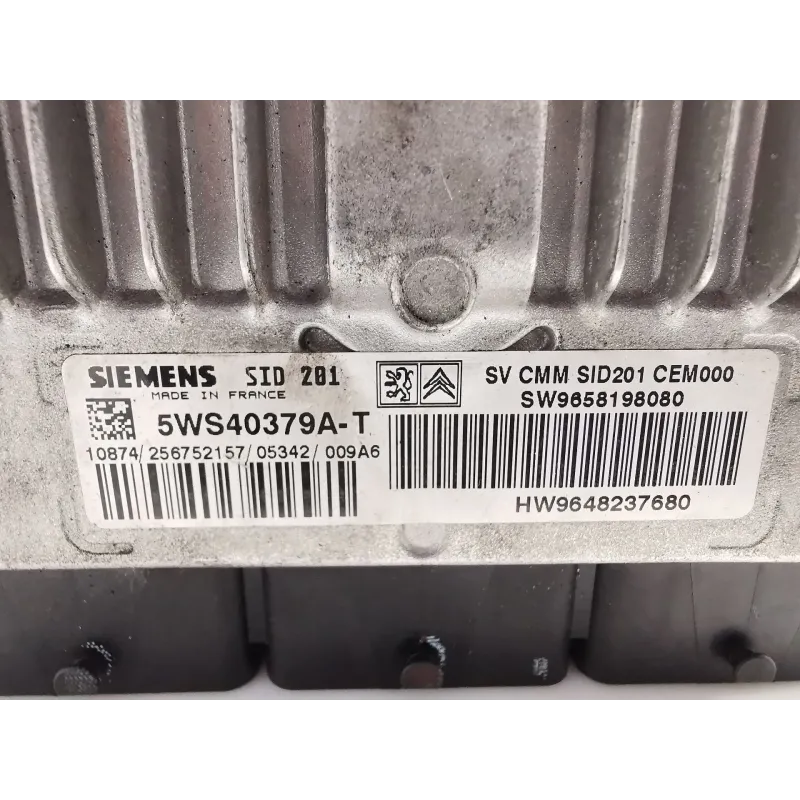 SIEMENS SID 201
MADE IN FRANCE
5WS40379A-T
10874/256752157/05342/009A6
SV CMM SID201 CEM000
SW9658198080
HW9648237680